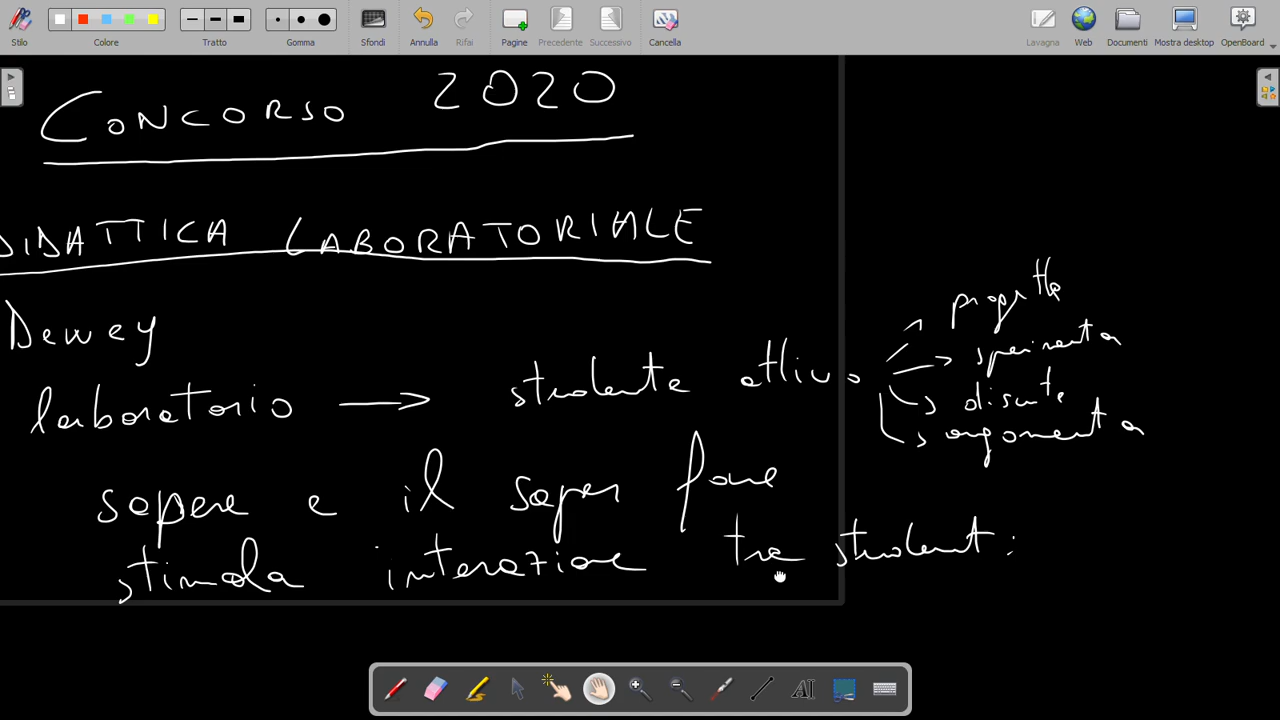 Stilo Colore Tratto Gomma Sfondi Annulla Rifai Pagine Precedente Successivo Cancella Lavagna Web Documenti Mostra desktop OpenBoard
CONCORSO 2020
DIDATTICA LABORATORIALE
Dewey
laboratorio → studente attivo
→ progetta
→ sperimenta
→ discute
→ argomenta
sapere e il saper fare
stimola interazione tra studenti